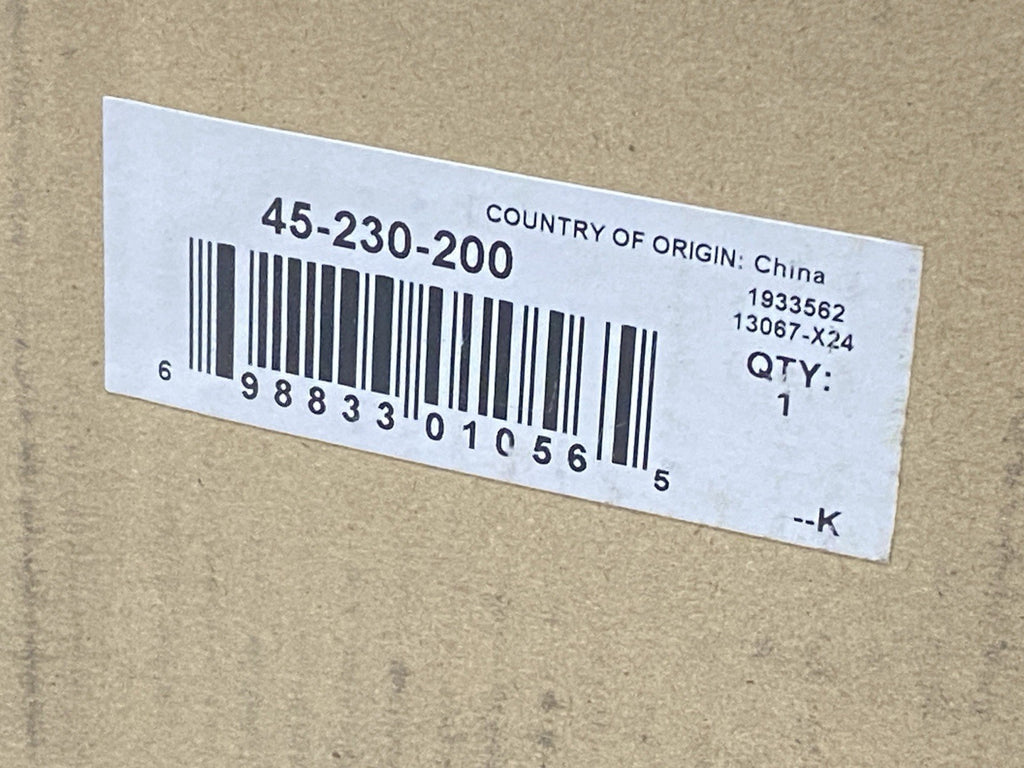 45-230-200
COUNTRY OF ORIGIN: China
1933562
13067-X24
QTY:
1
6 98833 01056 5
--K